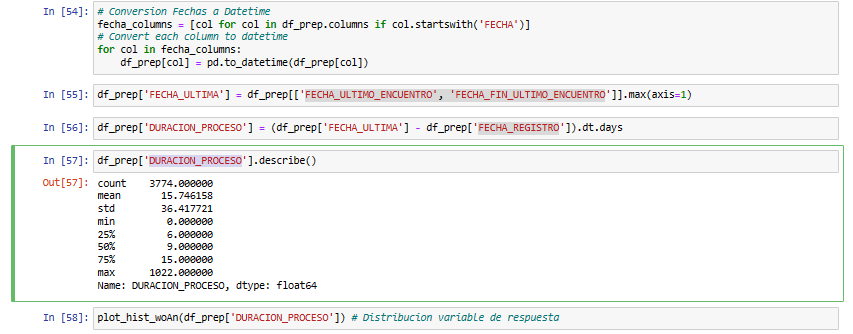 In [54]: # Conversion Fechas a Datetime
fecha_columns = [col for col in df_prep.columns if col.startswith('FECHA')]
# Convert each column to datetime
for col in fecha_columns:
    df_prep[col] = pd.to_datetime(df_prep[col])
In [55]: df_prep['FECHA_ULTIMA'] = df_prep[['FECHA_ULTIMO_ENCUENTRO', 'FECHA_FIN_ULTIMO_ENCUENTRO']].max(axis=1)
In [56]: df_prep['DURACION_PROCESO'] = (df_prep['FECHA_ULTIMA'] - df_prep['FECHA_REGISTRO']).dt.days
In [57]: df_prep['DURACION_PROCESO'].describe()
Out[57]: count    3774.000000
mean       15.746158
std        36.417721
min         0.000000
25%         6.000000
50%         9.000000
75%        15.000000
max      1022.000000
Name: DURACION_PROCESO, dtype: float64
In [58]: plot_hist_woAn(df_prep['DURACION_PROCESO']) # Distribucion variable de respuesta